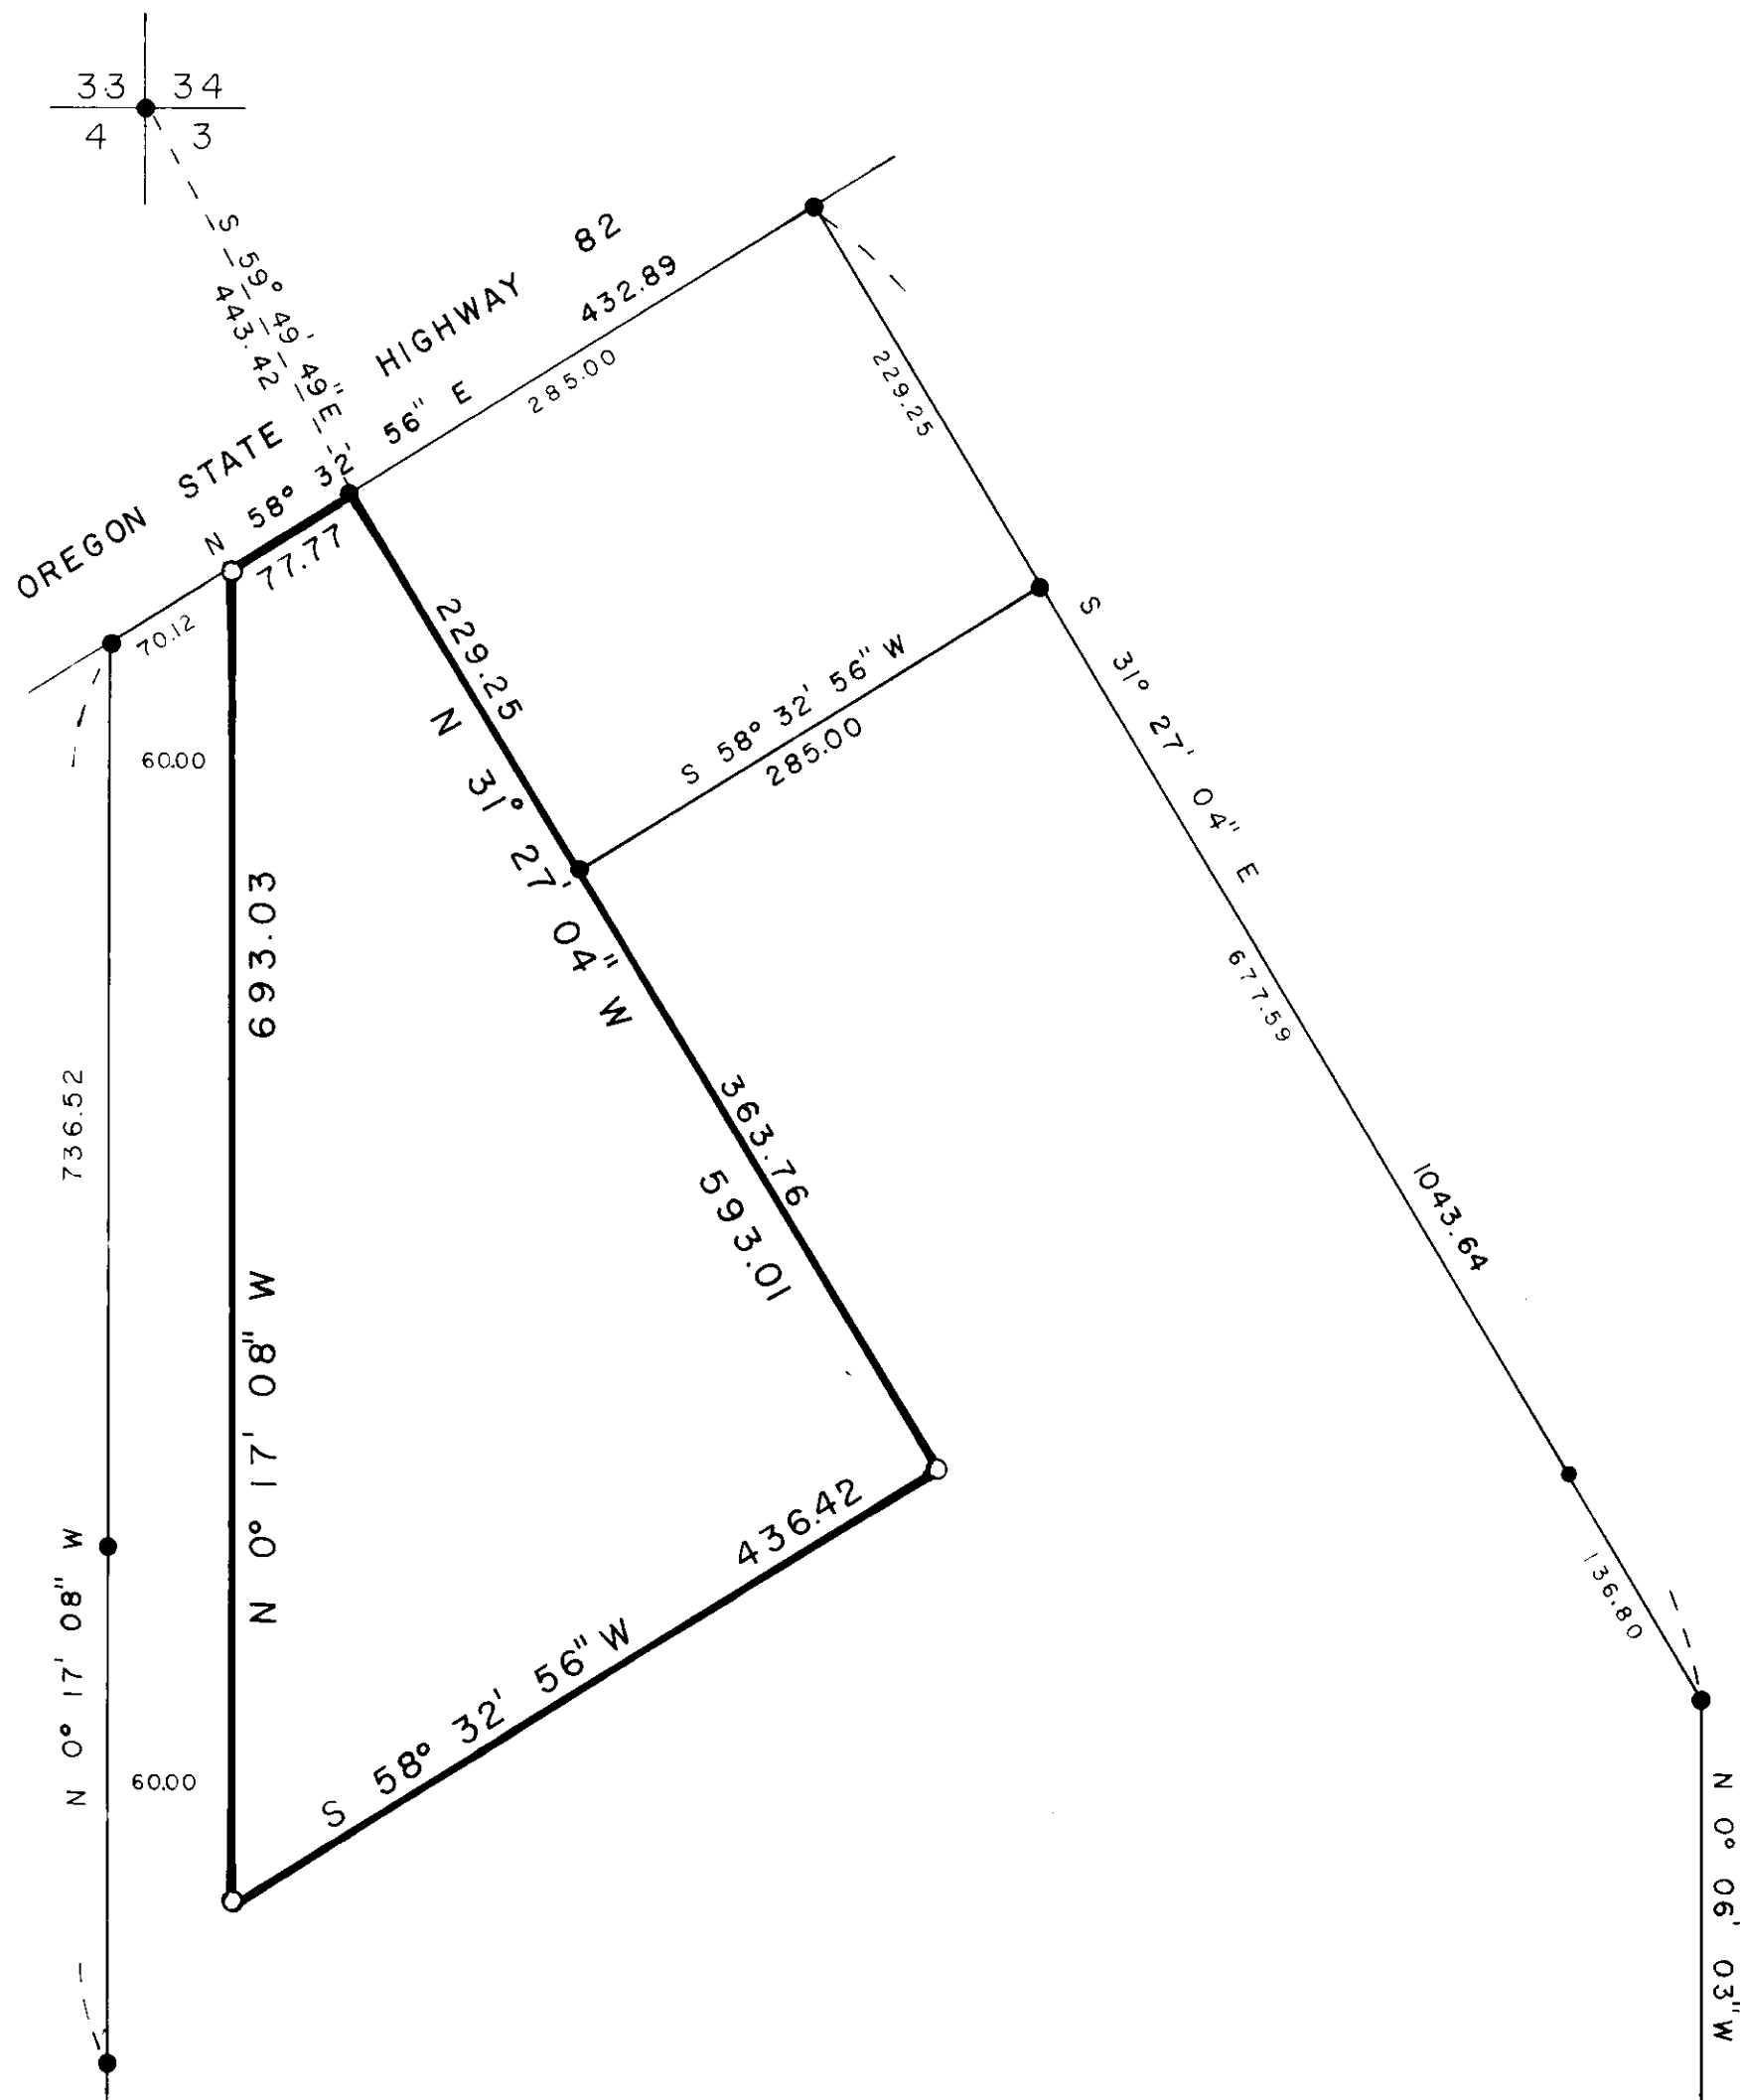 33 34
4 3
S 59° 49' 49" E
443.42
OREGON STATE HIGHWAY 82
432.89
N 58° 32' 56" E
285.00
77.77
70.12
229.25
229.25
N 31° 27' 04" W
S 58° 32' 56" W
285.00
S 31° 27' 04" E
60.00
693.03
677.59
736.52
363.76
593.01
1043.64
N 0° 17' 08" W
436.42
N 0° 17' 08" W
136.80
S 58° 32' 56" W
60.00
N 0° 06' 03" W